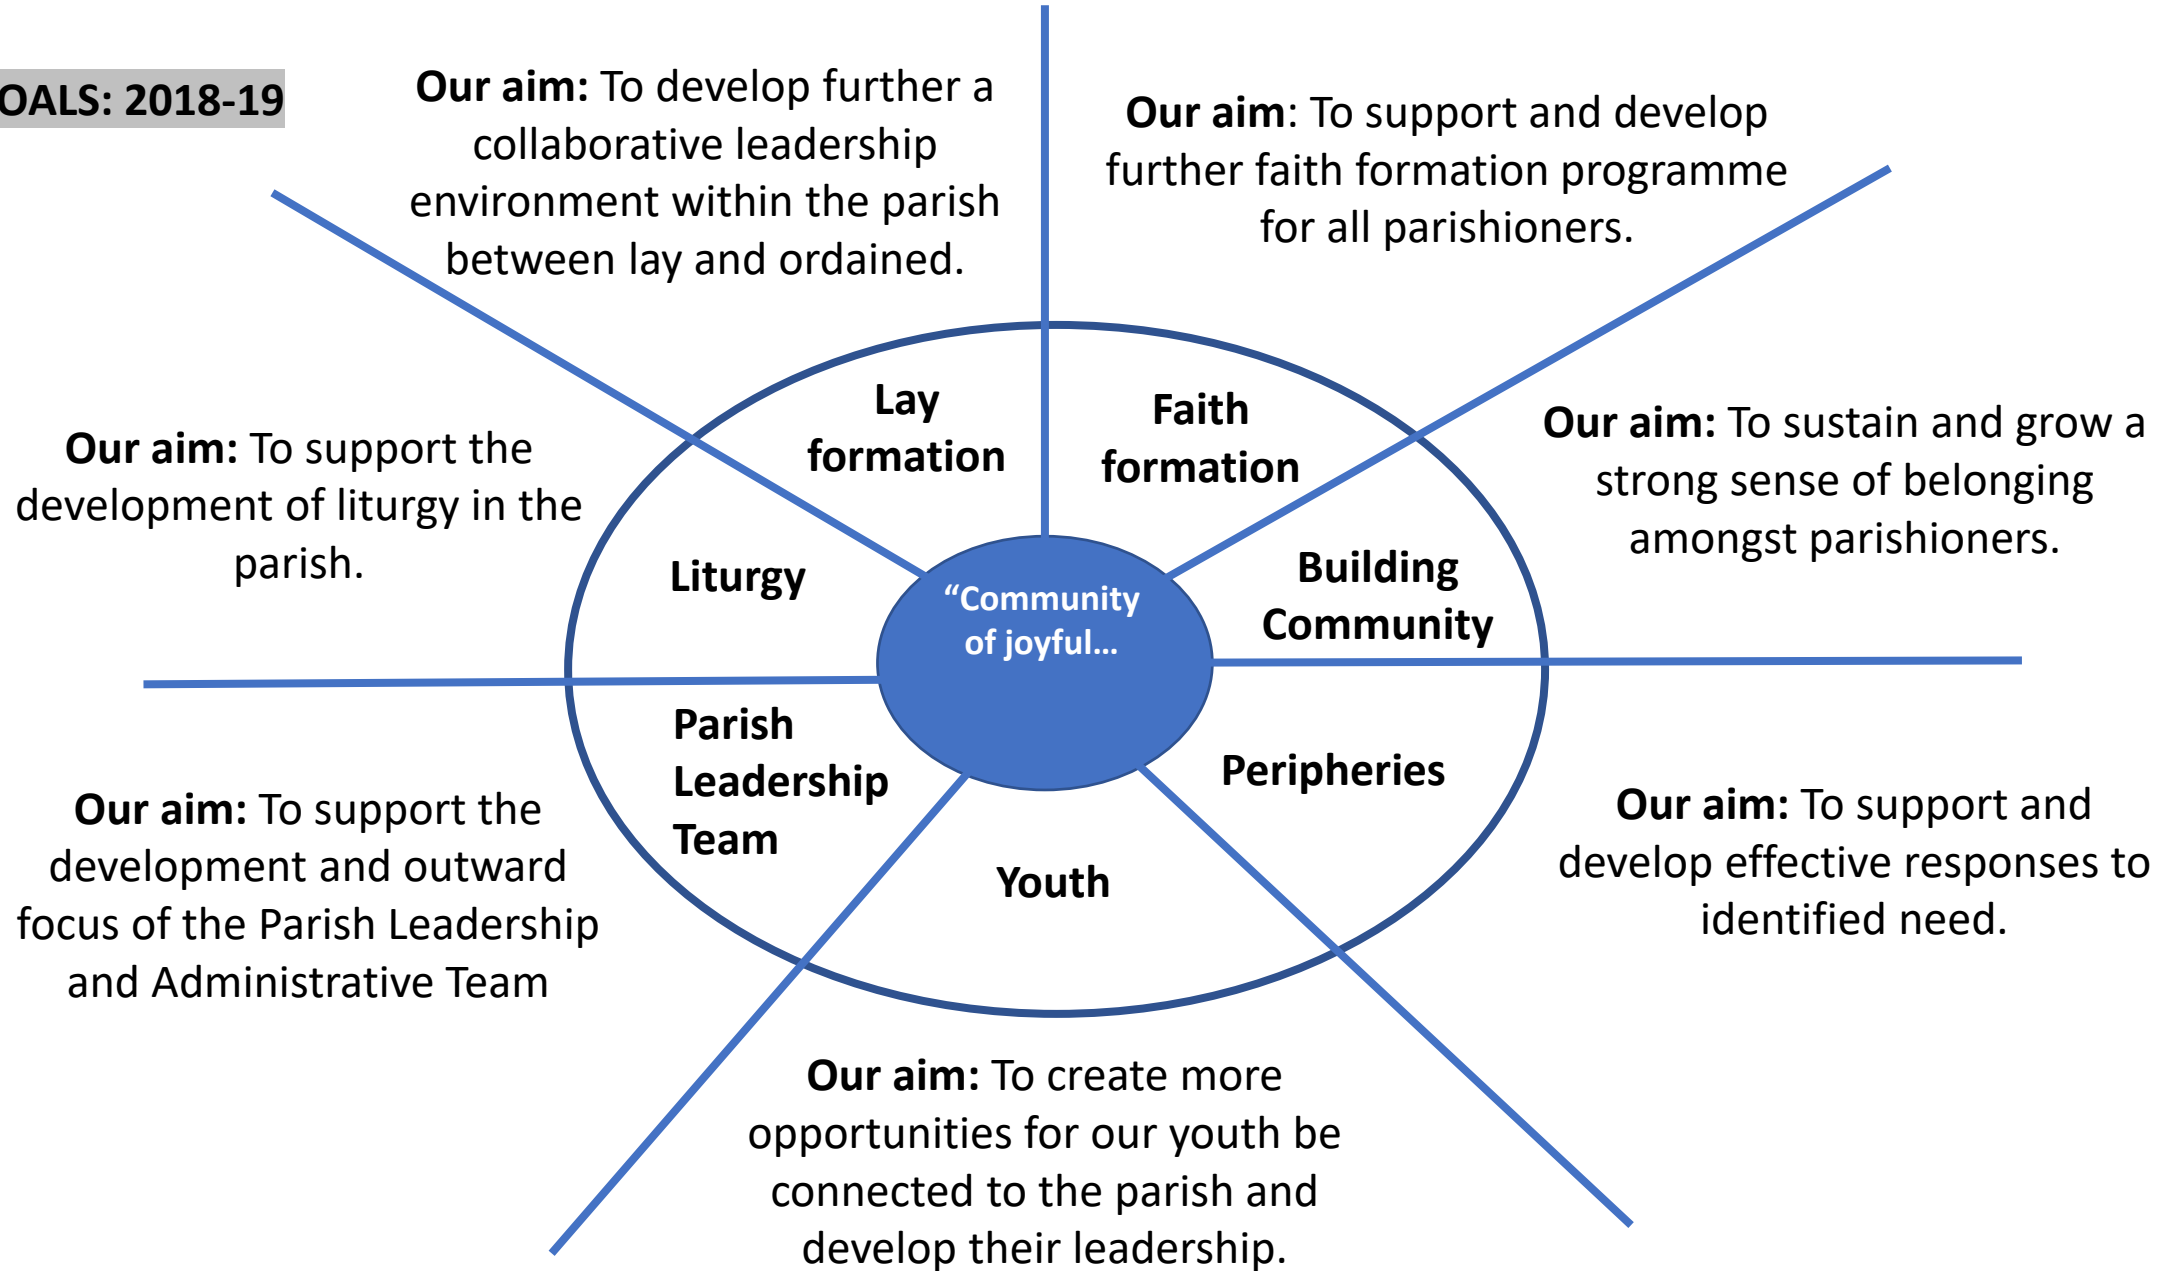 OALS: 2018-19
Our aim: To develop further a
collaborative leadership
environment within the parish
between lay and ordained.
Our aim: To support and develop
further faith formation programme
for all parishioners.
Our aim: To sustain and grow a
strong sense of belonging
amongst parishioners.
Our aim: To support and
develop effective responses to
identified need.
Our aim: To create more
opportunities for our youth be
connected to the parish and
develop their leadership.
Our aim: To support the
development and outward
focus of the Parish Leadership
and Administrative Team
Our aim: To support the
development of liturgy in the
parish.
Lay
formation
Faith
formation
Building
Community
Peripheries
Youth
Parish
Leadership
Team
Liturgy
“Community
of joyful…